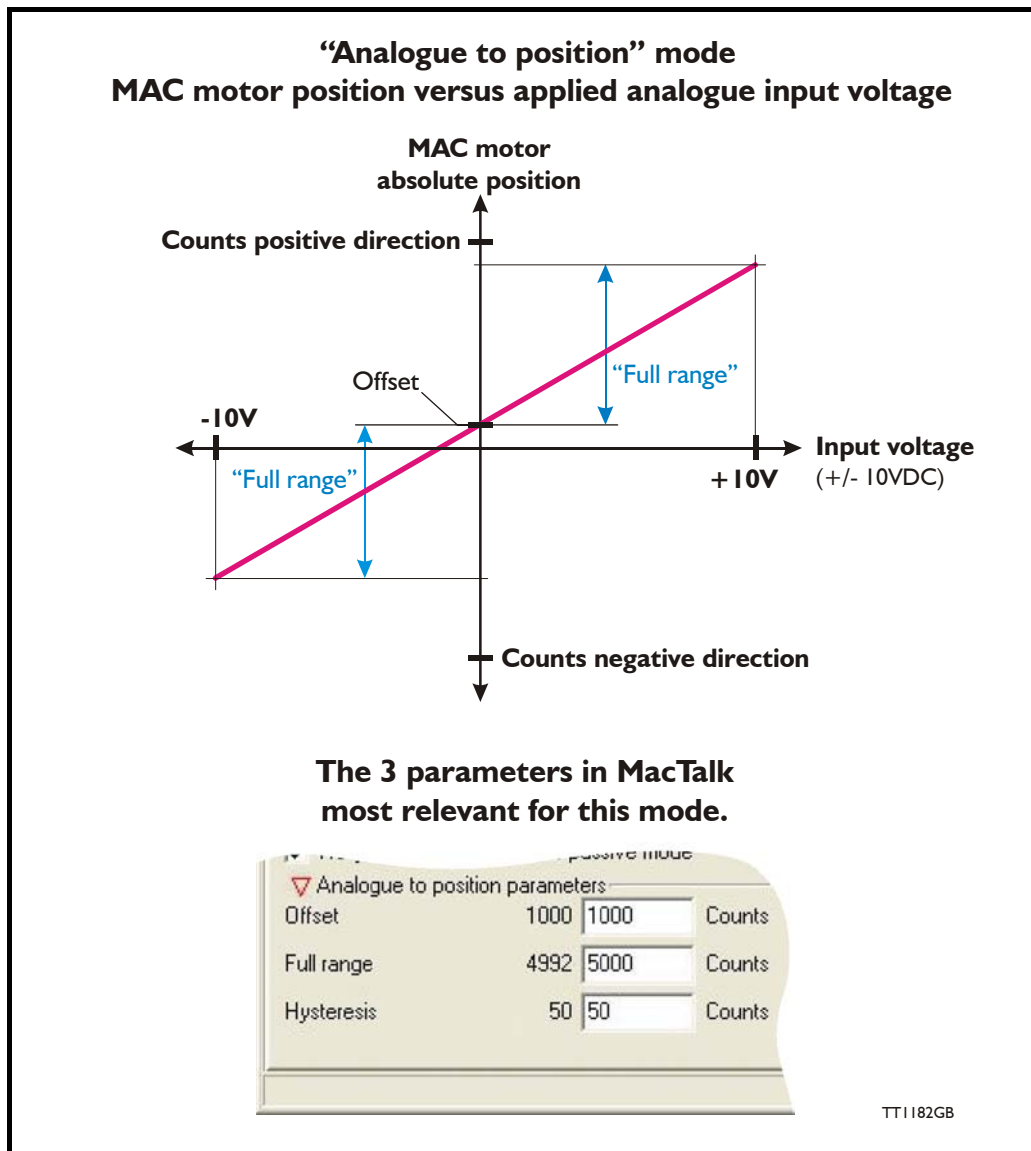 “Analogue to position” mode
MAC motor position versus applied analogue input voltage
MAC motor
absolute position
Counts positive direction
“Full range”
Offset
-10V
“Full range”
+10V
Input voltage
(+/- 10VDC)
Counts negative direction
The 3 parameters in MacTalk
most relevant for this mode.
passive mode
Analogue to position parameters
Offset 1000 1000 Counts
Full range 4992 5000 Counts
Hysteresis 50 50 Counts
TT1182GB